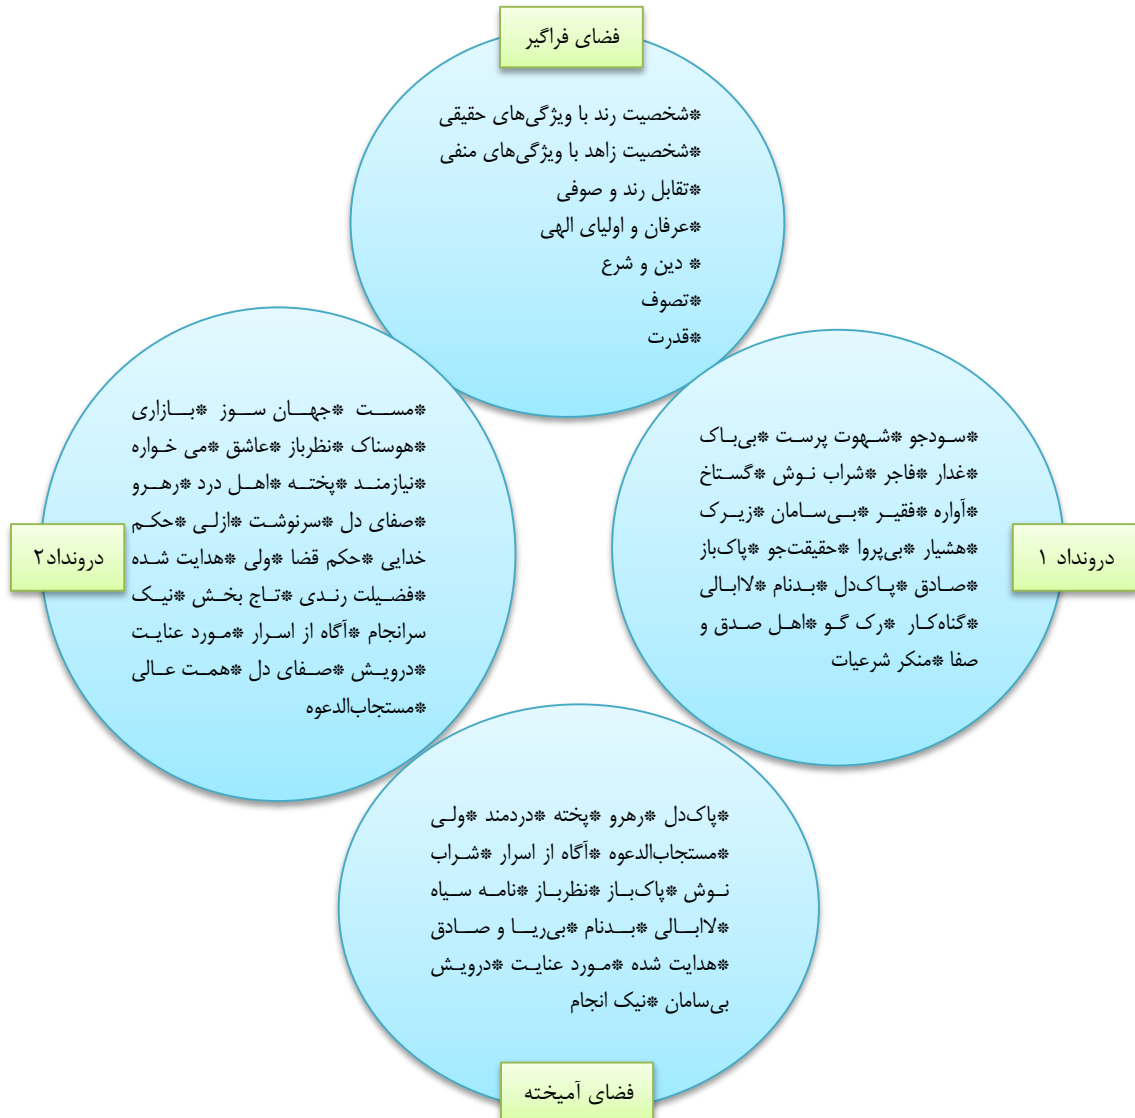 فضای فراگیر
*شخصیت رند با ویژگی‌های حقیقی
*شخصیت زاهد با ویژگی‌های منفی
*تقابل رند و صوفی
*عرفان و اولیای الهی
* دین و شرع
*تصوف
*قدرت
درونداد ۱
*سودجو *شهوت پرست *بی‌باک
غدار *فاجر *شراب نوش *گستاخ
*آواره *فقیر *بی‌سامان *زیرک
*هشیار *بی‌پروا *حقیقت‌جو *پاک‌باز
*صادق *پاک‌دل *بدنام *لاابالی
*گناه‌کار *رک گو *اهل صدق و
صفا *منکر شرعیات
درونداد۲
*مست *جهان سوز *بازاری
*هوسناک *نظرباز *عاشق *می خواره
*نیازمند *پخته *اهل درد *رهرو
*صفای دل *سرنوشت *ازلی *حکم
خدایی *حکم قضا *ولی *هدایت شده
*فضیلت رندی *تاج بخش *نیک
سرانجام *آگاه از اسرار *مورد عنایت
*درویش *صفای دل *همت عالی
*مستجاب‌الدعوه
*پاک‌دل *رهرو *پخته *دردمند *ولی
*مستجاب‌الدعوه *آگاه از اسرار *شراب
نوش *پاک‌باز *نظرباز *نامه سیاه
*لاابالی *بدنام *بی‌ریا و صادق
*هدایت شده *مورد عنایت *درویش
بی‌سامان *نیک انجام
فضای آمیخته